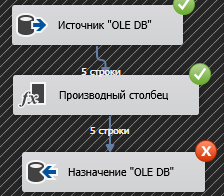 Источник "OLE DB"
5 строки
Производный столбец
5 строки
Назначение "OLE DB"